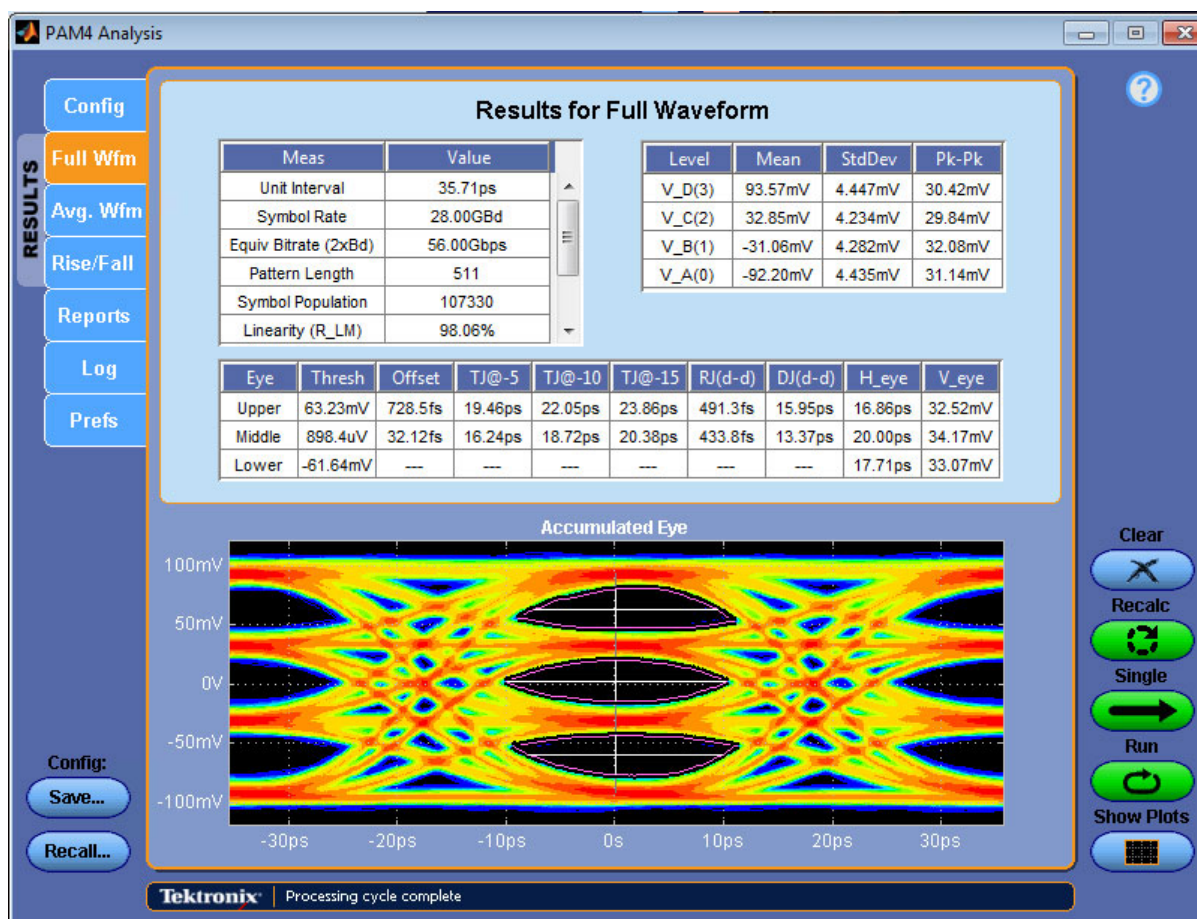 PAM4 Analysis
RESULTS
Config
Full Wfm
Avg. Wfm
Rise/Fall
Reports
Log
Prefs
Results for Full Waveform
Meas Value
Unit Interval 35.71ps
Symbol Rate 28.00GBd
Equiv Bitrate (2xBd) 56.00Gbps
Pattern Length 511
Symbol Population 107330
Linearity (R_LM) 98.06%
Level Mean StdDev Pk-Pk
V_D(3) 93.57mV 4.447mV 30.42mV
V_C(2) 32.85mV 4.234mV 29.84mV
V_B(1) -31.06mV 4.282mV 32.08mV
V_A(0) -92.20mV 4.435mV 31.14mV
Eye Thresh Offset TJ@-5 TJ@-10 TJ@-15 RJ(d-d) DJ(d-d) H_eye V_eye
Upper 63.23mV 728.5fs 19.46ps 22.05ps 23.86ps 491.3fs 15.95ps 16.86ps 32.52mV
Middle 898.4uV 32.12fs 16.24ps 18.72ps 20.38ps 433.8fs 13.37ps 20.00ps 34.17mV
Lower -61.64mV --- --- --- --- --- --- 17.71ps 33.07mV
Accumulated Eye
100mV
50mV
0V
-50mV
-100mV
-30ps -20ps -10ps 0s 10ps 20ps 30ps
?
Clear
Recalc
Single
Run
Show Plots
Config:
Save...
Recall...
Tektronix Processing cycle complete